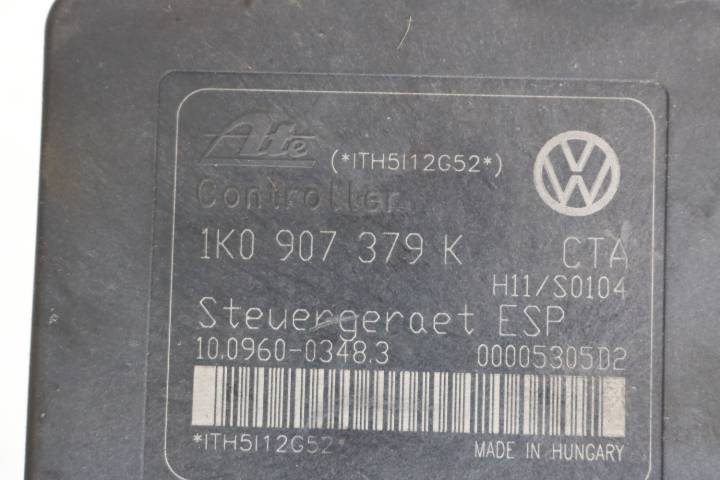 Ate (*ITH5I12G52*)
Controller
1K0 907 379 K CTA
H11/S0104
Steuergeraet ESP
10.0960-0348.3 00005305D2
*ITH5I12G52*
MADE IN HUNGARY